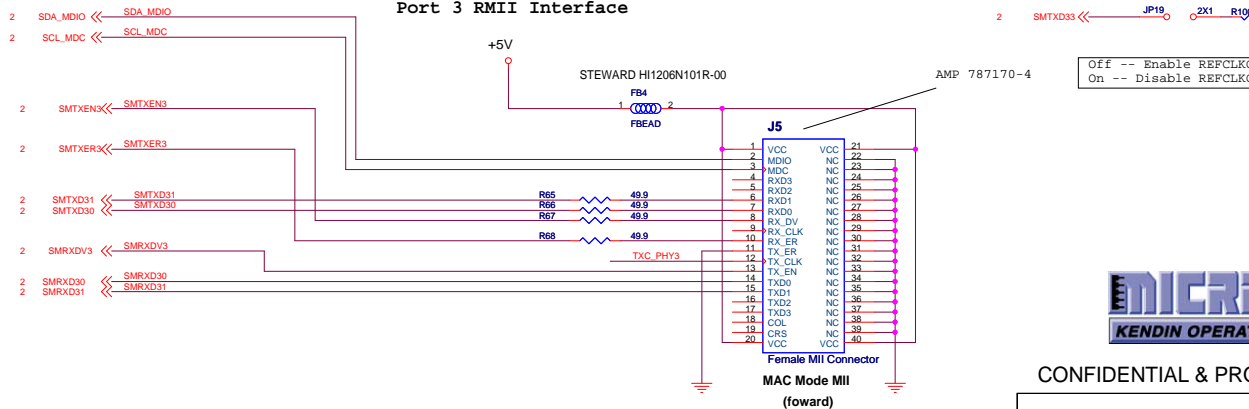 Port 3 RMII Interface
2 SDA_MDIO SDA_MDIO
2 SCL_MDC SCL_MDC
2 SMTXEN3 SMTXEN3
2 SMTXER3 SMTXER3
2 SMTXD31 SMTXD31
2 SMTXD30 SMTXD30
2 SMRXDV3 SMRXDV3
2 SMRXD30 SMRXD30
2 SMRXD31 SMRXD31
+5V
STEWARD HI1206N101R-00
FB4
1 2
FBEAD
R65 49.9
R66 49.9
R67 49.9
R68 49.9
TXC_PHY3
AMP 787170-4
J5
1 VCC VCC 21
2 MDIO NC 22
3 MDC NC 23
4 RXD3 NC 24
5 RXD2 NC 25
6 RXD1 NC 26
7 RXD0 NC 27
8 RX_DV NC 28
9 RX_CLK NC 29
10 RX_ER NC 30
11 TX_ER NC 31
12 TX_CLK NC 32
13 TX_EN NC 33
14 TXD0 NC 34
15 TXD1 NC 35
16 TXD2 NC 36
17 TXD3 NC 37
18 COL NC 38
19 CRS NC 39
20 VCC VCC 40
Female MII Connector
MAC Mode MII
(foward)
2 SMTXD33 JP19 2X1
Off -- Enable
On -- Disable
KENDIN
CONFIDENTIAL &